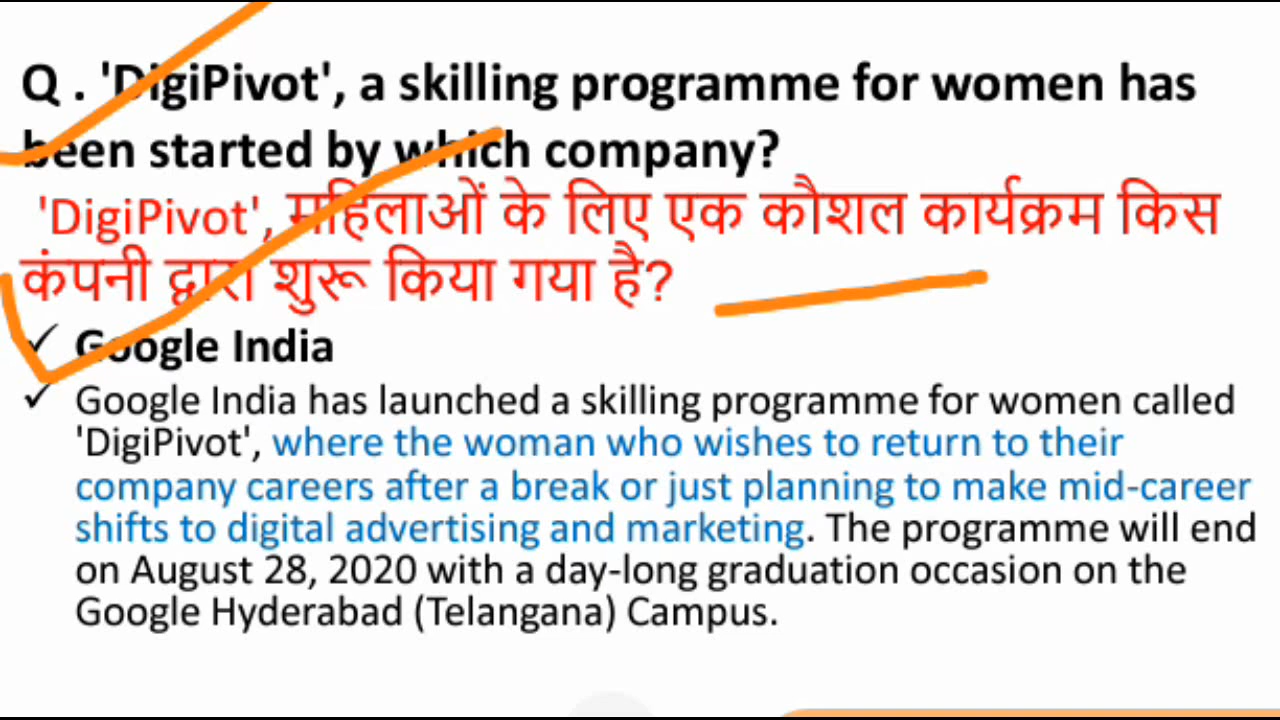 Q . 'DigiPivot', a skilling programme for women has
been started by which company?
'DigiPivot', महिलाओं के लिए एक कौशल कार्यक्रम किस
कंपनी द्वारा शुरू किया गया है?
✓ Google India
✓ Google India has launched a skilling programme for women called
'DigiPivot', where the woman who wishes to return to their
company careers after a break or just planning to make mid-career
shifts to digital advertising and marketing. The programme will end
on August 28, 2020 with a day-long graduation occasion on the
Google Hyderabad (Telangana) Campus.